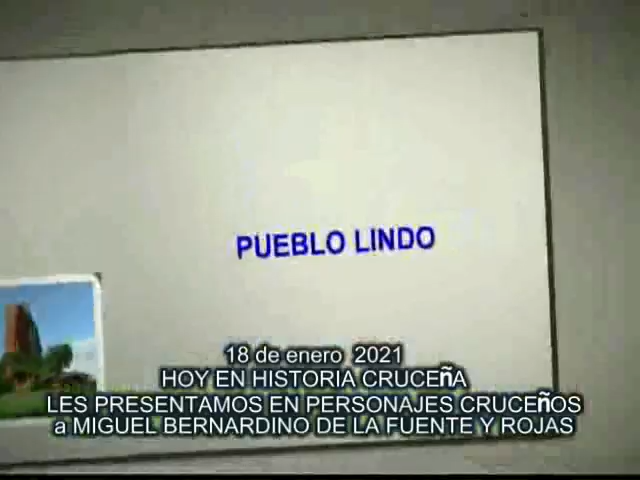 PUEBLO LINDO
18 de enero 2021
HOY EN HISTORIA CRUCEñA
LES PRESENTAMOS EN PERSONAJES CRUCEñOS
a MIGUEL BERNARDINO DE LA FUENTE Y ROJAS